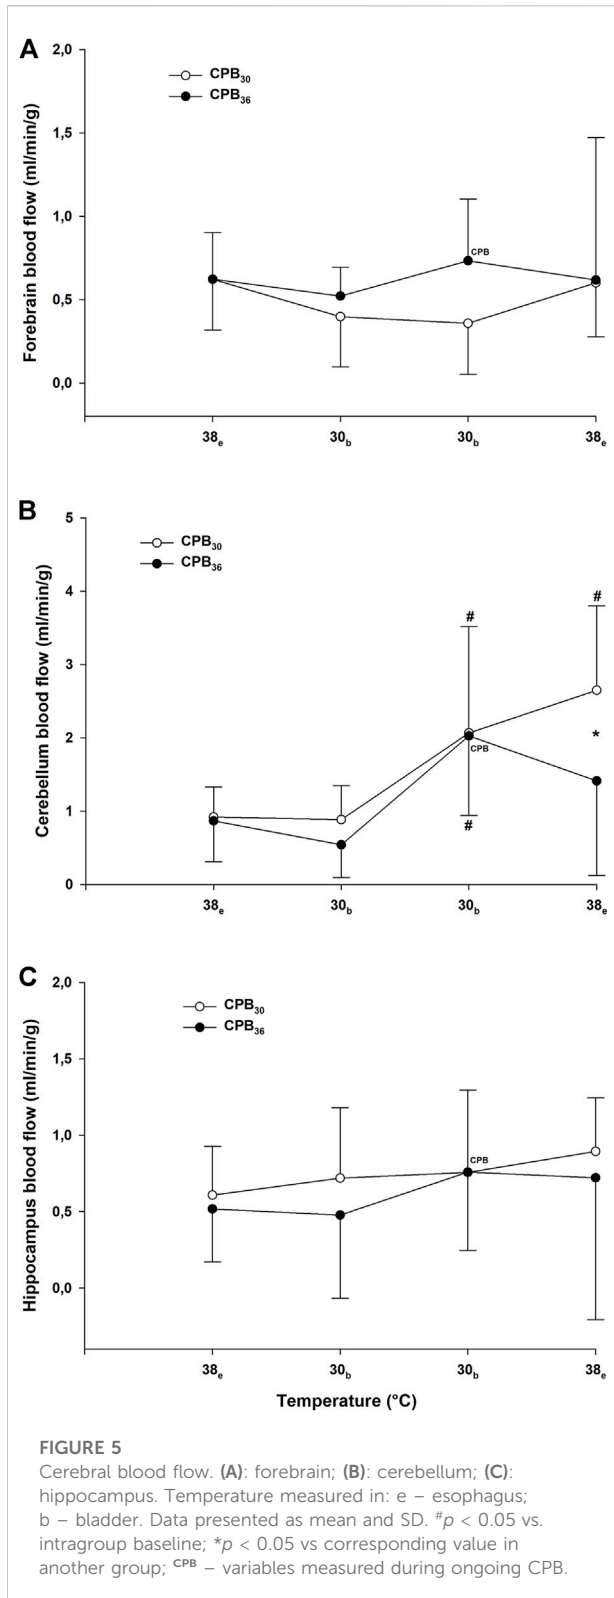 A
2,0
CPB30
CPB36
1,5
1,0
CPB
0,5
0,0
Forebrain blood flow (ml/min/g)
38e 30b 30b 38e
B
5
CPB30
CPB36
4
# #
3
2
CPB
*
1
#
0
Cerebellum blood flow (ml/min/g)
38e 30b 30b 38e
C
2,0
CPB30
CPB36
1,5
1,0
CPB
0,5
0,0
Hippocampus blood flow (ml/min/g)
38e 30b 30b 38e
Temperature (°C)
FIGURE 5
Cerebral blood flow. (A): forebrain; (B): cerebellum; (C):
hippocampus. Temperature measured in: e – esophagus;
b – bladder. Data presented as mean and SD. #p < 0.05 vs.
intragroup baseline; *p < 0.05 vs corresponding value in
another group; CPB – variables measured during ongoing CPB.